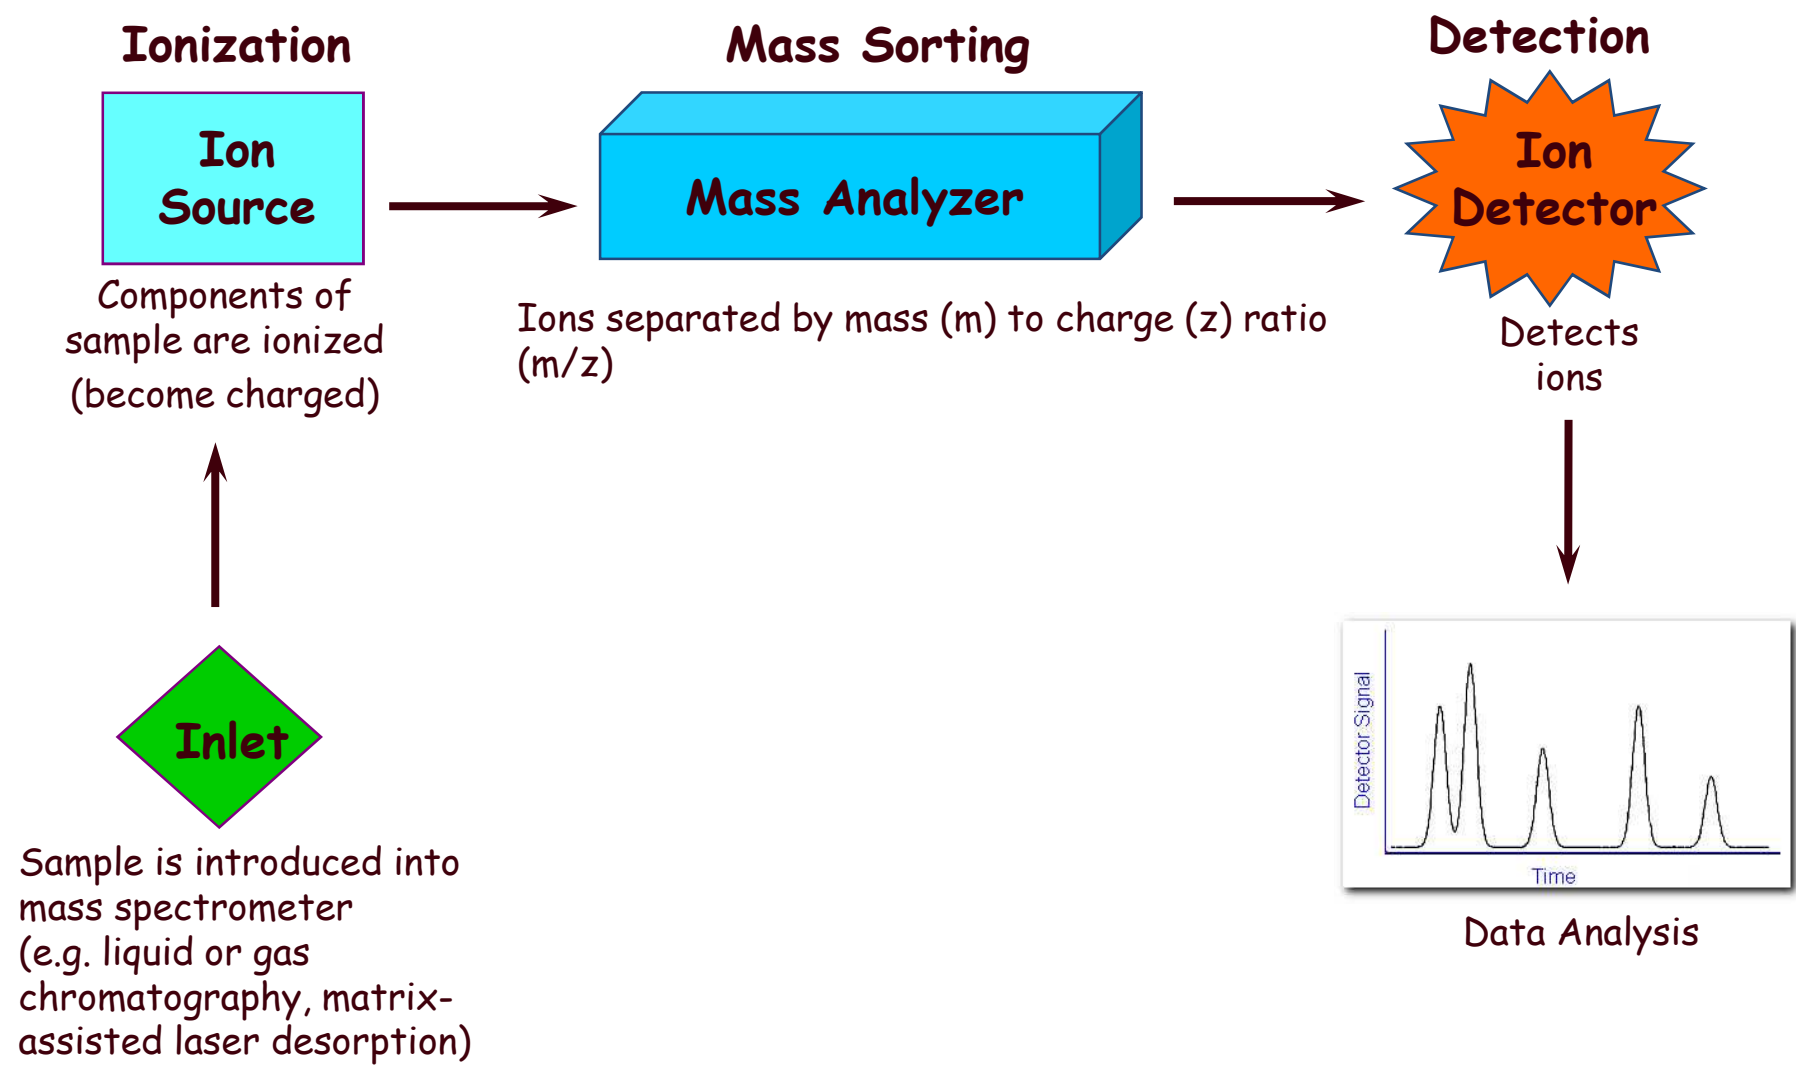 Ionization
Mass Sorting
Detection
Ion
Source
Mass Analyzer
Ion
Detector
Components of
sample are ionized
(become charged)
Ions separated by mass (m) to charge (z) ratio
(m/z)
Detects
ions
Inlet
Sample is introduced into
mass spectrometer
(e.g. liquid or gas
chromatography, matrix-
assisted laser desorption)
Detector Signal
Time
Data Analysis